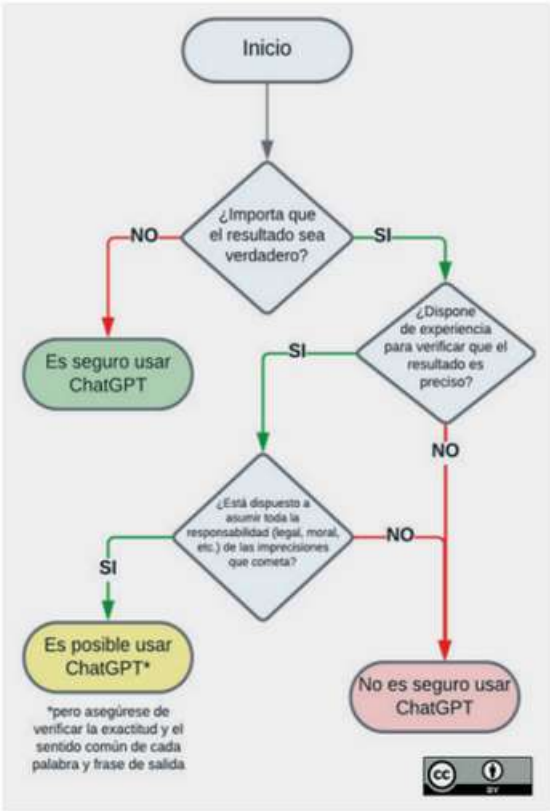 Inicio
¿Importa que
el resultado sea
verdadero?
NO
SI
¿Dispone
de experiencia
para verificar que el
resultado es
preciso?
Es seguro usar
ChatGPT
SI
NO
¿Está dispuesto a
asumir toda la
responsabilidad (legal, moral,
etc.) de las imprecisiones
que cometa?
NO
SI
Es posible usar
ChatGPT*
No es seguro usar
ChatGPT
*pero asegúrese de
verificar la exactitud y el
sentido común de cada
palabra y frase de salida
cc
BY